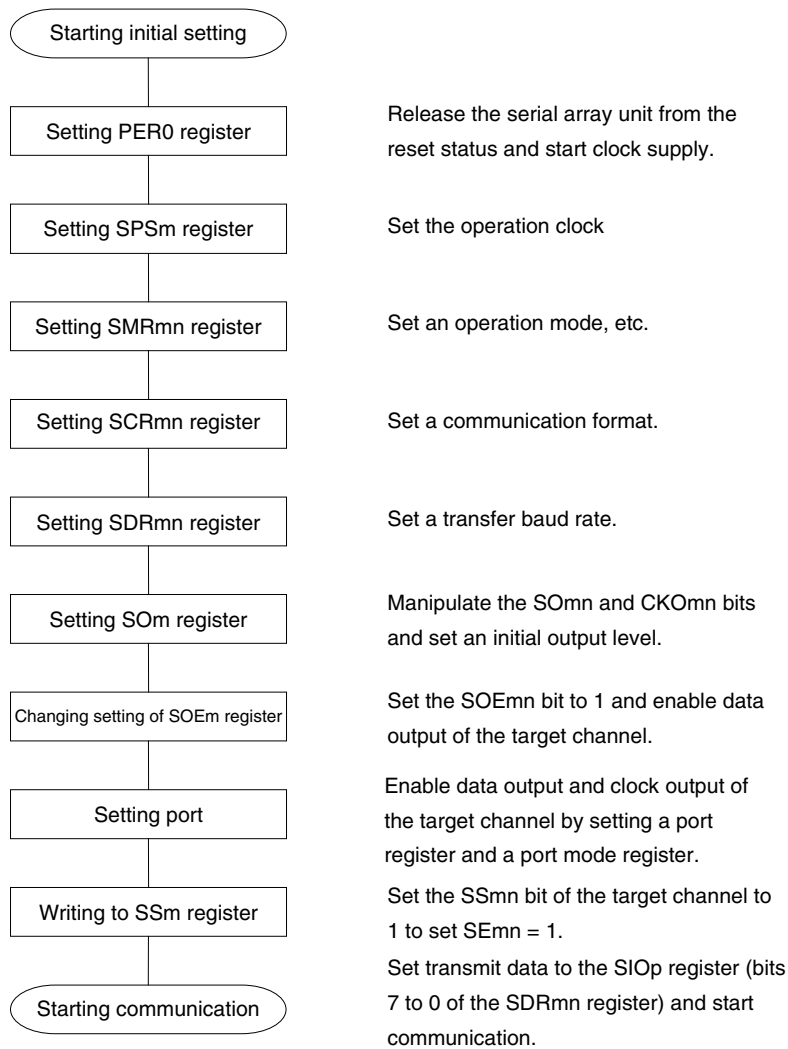 Starting initial setting
Setting PER0 register
Release the serial array unit from the
reset status and start clock supply.
Setting SPSm register
Set the operation clock
Setting SMRmn register
Set an operation mode, etc.
Setting SCRmn register
Set a communication format.
Setting SDRmn register
Set a transfer baud rate.
Setting SOm register
Manipulate the SOmn and CKOmn bits
and set an initial output level.
Changing setting of SOEm register
Set the SOEmn bit to 1 and enable data
output of the target channel.
Setting port
Enable data output and clock output of
the target channel by setting a port
register and a port mode register.
Writing to SSm register
Set the SSmn bit of the target channel to
1 to set SEmn = 1.
Starting communication
Set transmit data to the SIOp register (bits
7 to 0 of the SDRmn register) and start
communication.